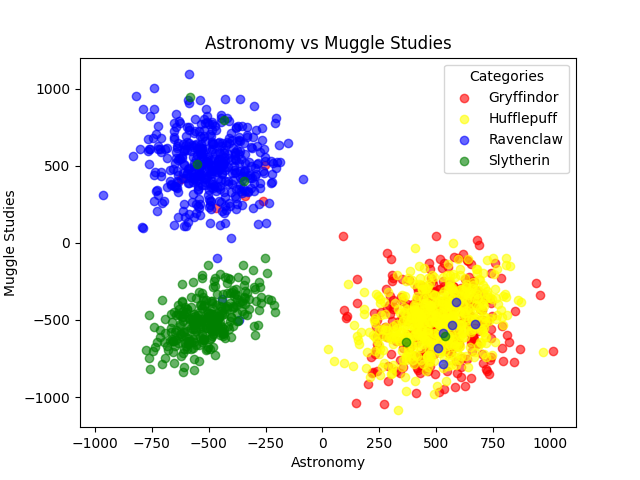 Astronomy vs Muggle Studies
Categories
Gryffindor
Hufflepuff
Ravenclaw
Slytherin
1000
500
0
−500
−1000
Muggle Studies
−1000 −750 −500 −250 0 250 500 750 1000
Astronomy